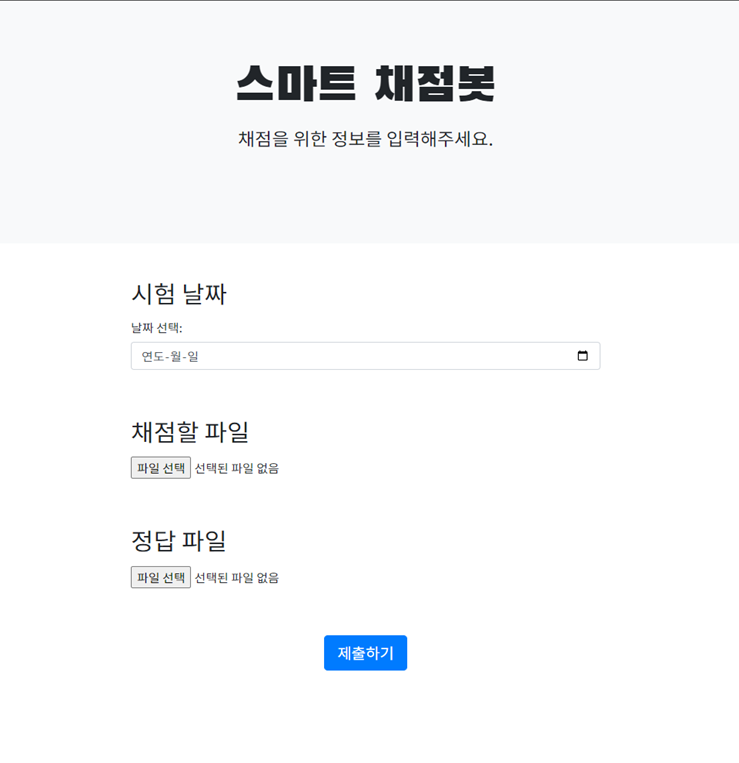 스마트 채점봇
채점을 위한 정보를 입력해주세요.
시험 날짜
날짜 선택:
연도-월-일
채점할 파일
파일 선택 선택된 파일 없음
정답 파일
파일 선택 선택된 파일 없음
제출하기